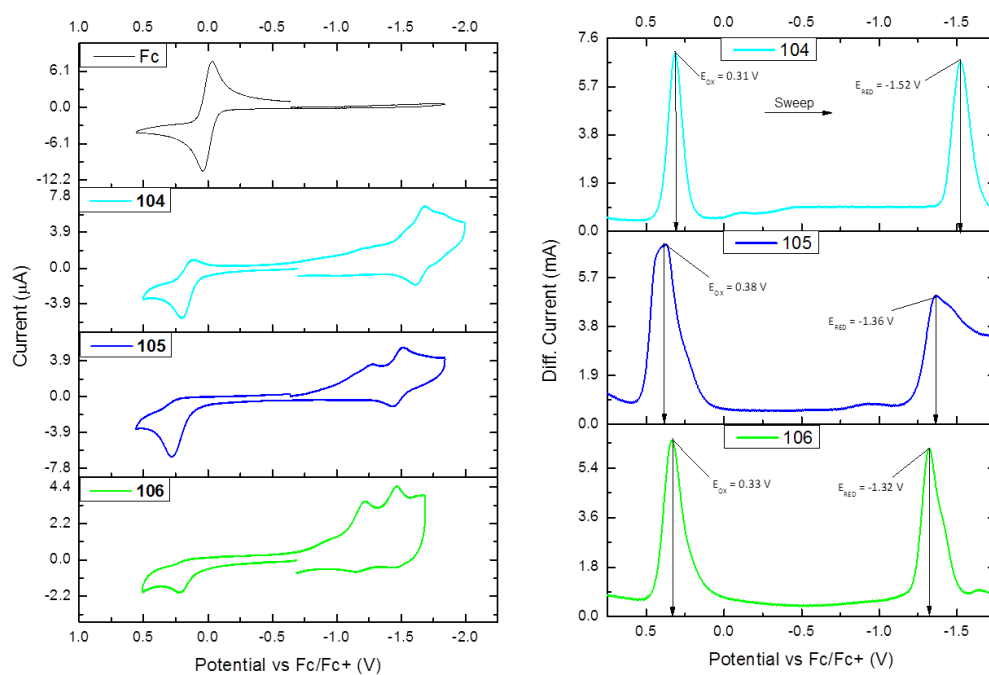 1.0 0.5 0.0 -0.5 -1.0 -1.5 -2.0
Fc
6.1
0.0
-6.1
-12.2
104
7.8
3.9
0.0
-3.9
105
3.9
0.0
-3.9
-7.8
106
4.4
2.2
0.0
-2.2
1.0 0.5 0.0 -0.5 -1.0 -1.5 -2.0
Current (μA)
Potential vs Fc/Fc+ (V)
0.5 0.0 -0.5 -1.0 -1.5
7.6
104
5.7
3.8
1.9
0.0
EOX = 0.31 V
ERED = -1.52 V
Sweep
105
5.7
3.8
1.9
0.0
EOX = 0.38 V
ERED = -1.36 V
106
5.4
3.6
1.8
0.0
EOX = 0.33 V
ERED = -1.32 V
0.5 0.0 -0.5 -1.0 -1.5
Diff. Current (mA)
Potential vs Fc/Fc+ (V)